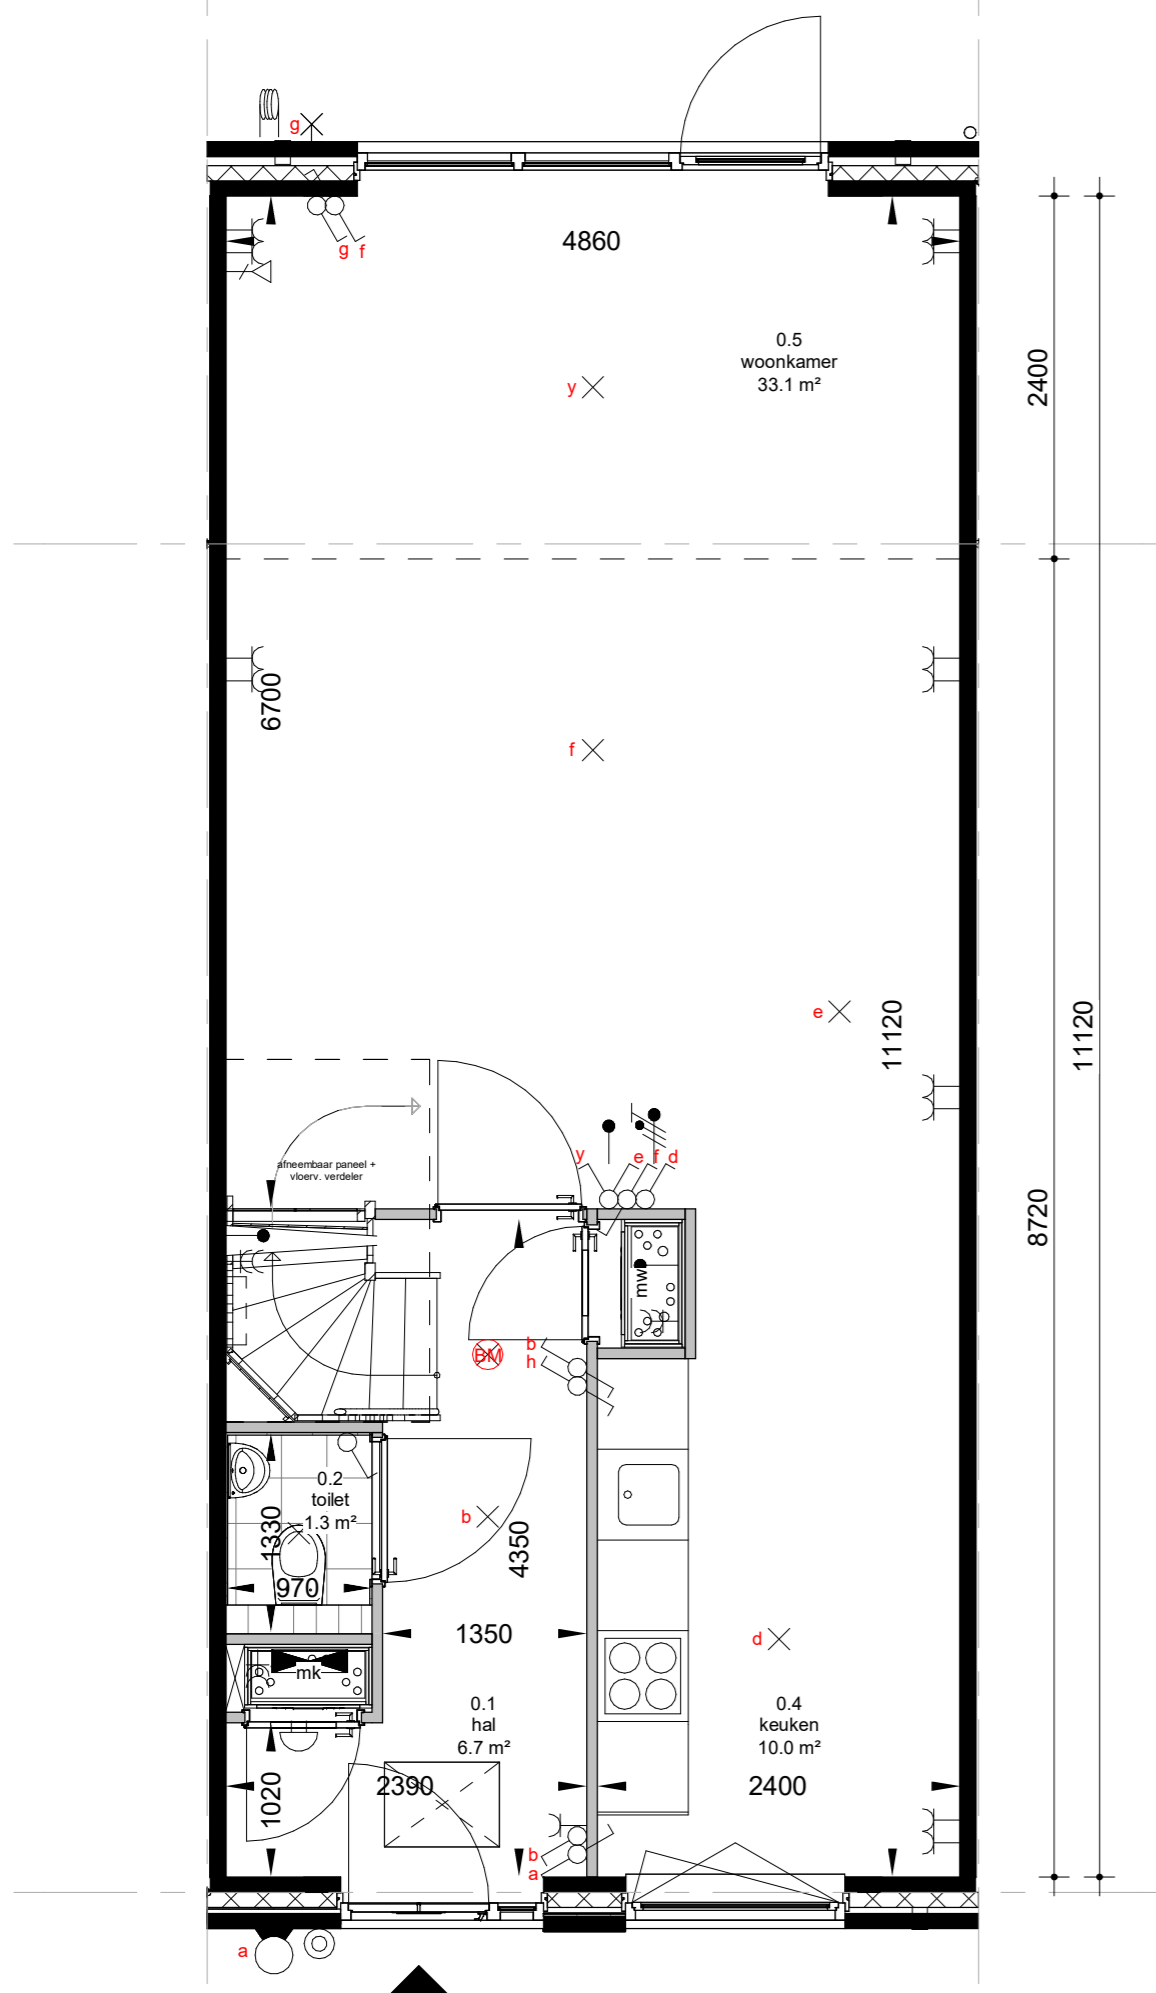 g
g f
4860
0.5
woonkamer
33.1 m²
y
2400
6700
f
e
11120
11120
y e f d
afneembaar paneel +
vloerv. verdeler
8720
mw
BM
b
h
0.2
toilet
1.3 m²
b
1330
4350
970
1350
d
mk
0.1
hal
6.7 m²
0.4
keuken
10.0 m²
1020
2390
2400
b
a
a